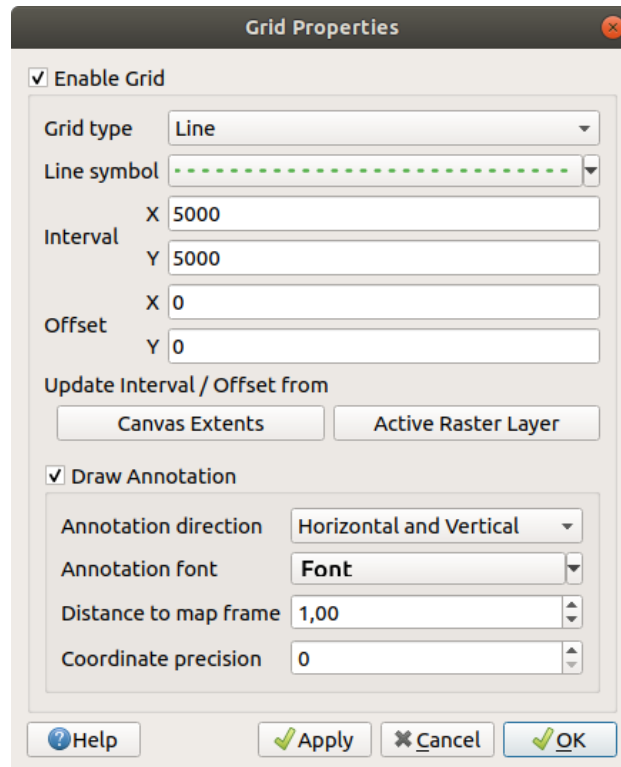 Grid Properties
Enable Grid
Grid type Line
Line symbol
Interval
X 5000
Y 5000
Offset
X 0
Y 0
Update Interval / Offset from
Canvas Extents Active Raster Layer
Draw Annotation
Annotation direction Horizontal and Vertical
Annotation font Font
Distance to map frame 1,00
Coordinate precision 0
Help Apply Cancel OK